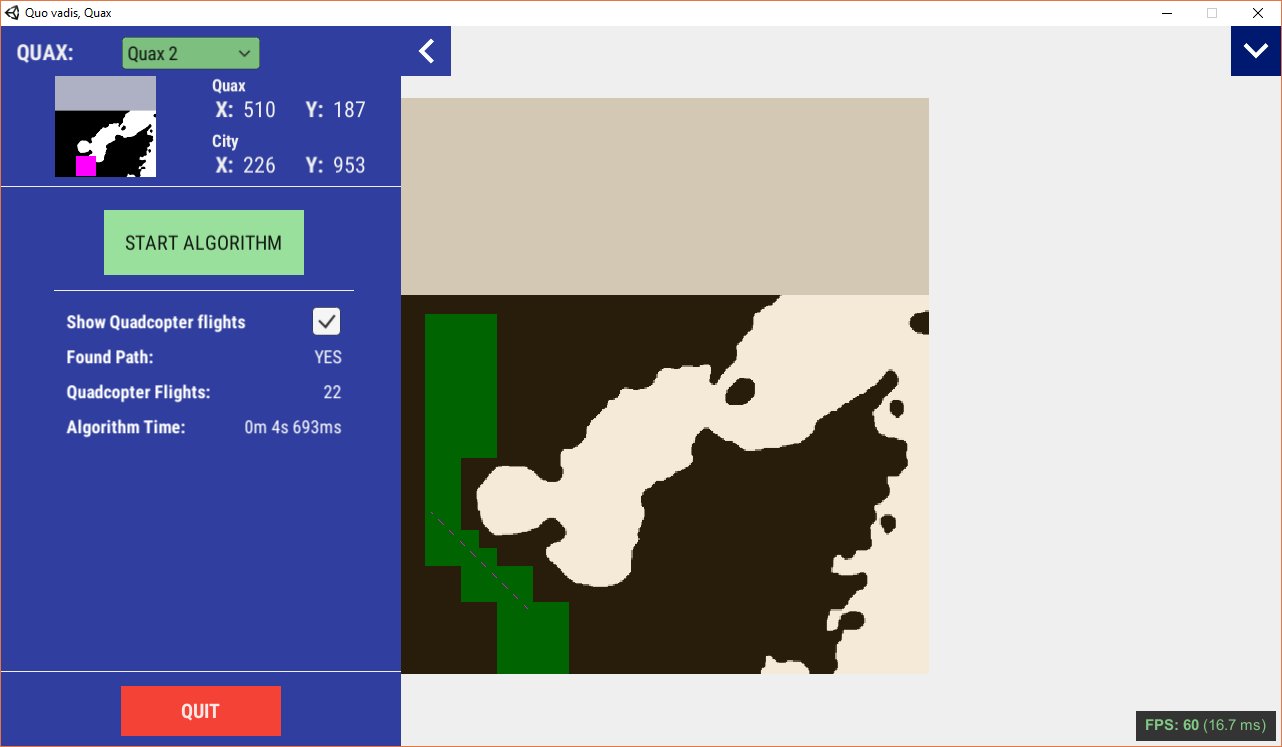 Quo vadis, Quax
QUAX: Quax 2
Quax
X: 510 Y: 187
City
X: 226 Y: 953
START ALGORITHM
Show Quadcopter flights
Found Path: YES
Quadcopter Flights: 22
Algorithm Time: 0m 4s 693ms
QUIT
FPS: 60 (16.7 ms)